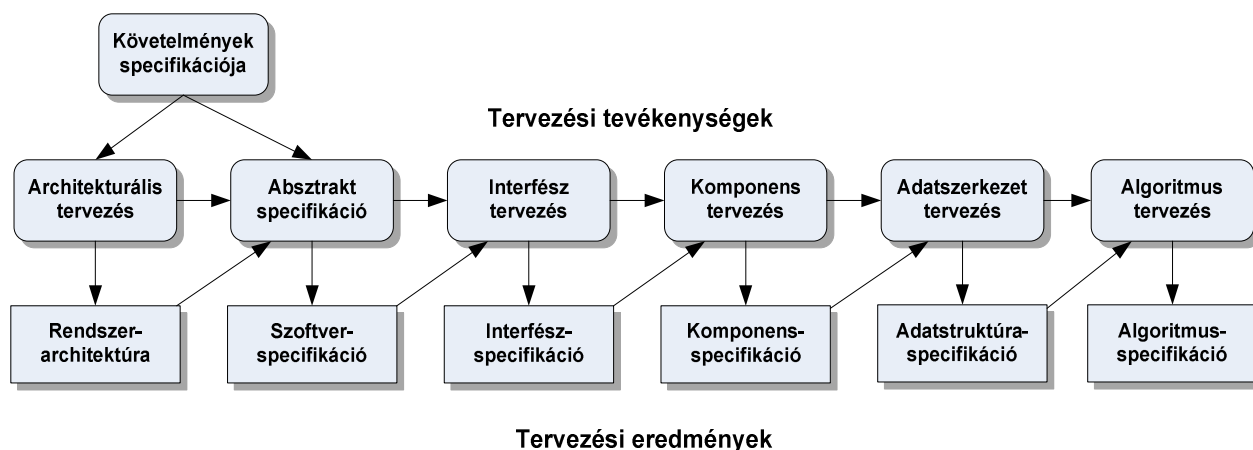 Követelmények
specifikációja
Tervezési tevékenységek
Architekturális
tervezés
Absztrakt
specifikáció
Interfész
tervezés
Komponens
tervezés
Adatszerkezet
tervezés
Algoritmus
tervezés
Rendszer-
architektúra
Szoftver-
specifikáció
Interfész-
specifikáció
Komponens-
specifikáció
Adatstruktúra-
specifikáció
Algoritmus-
specifikáció
Tervezési eredmények